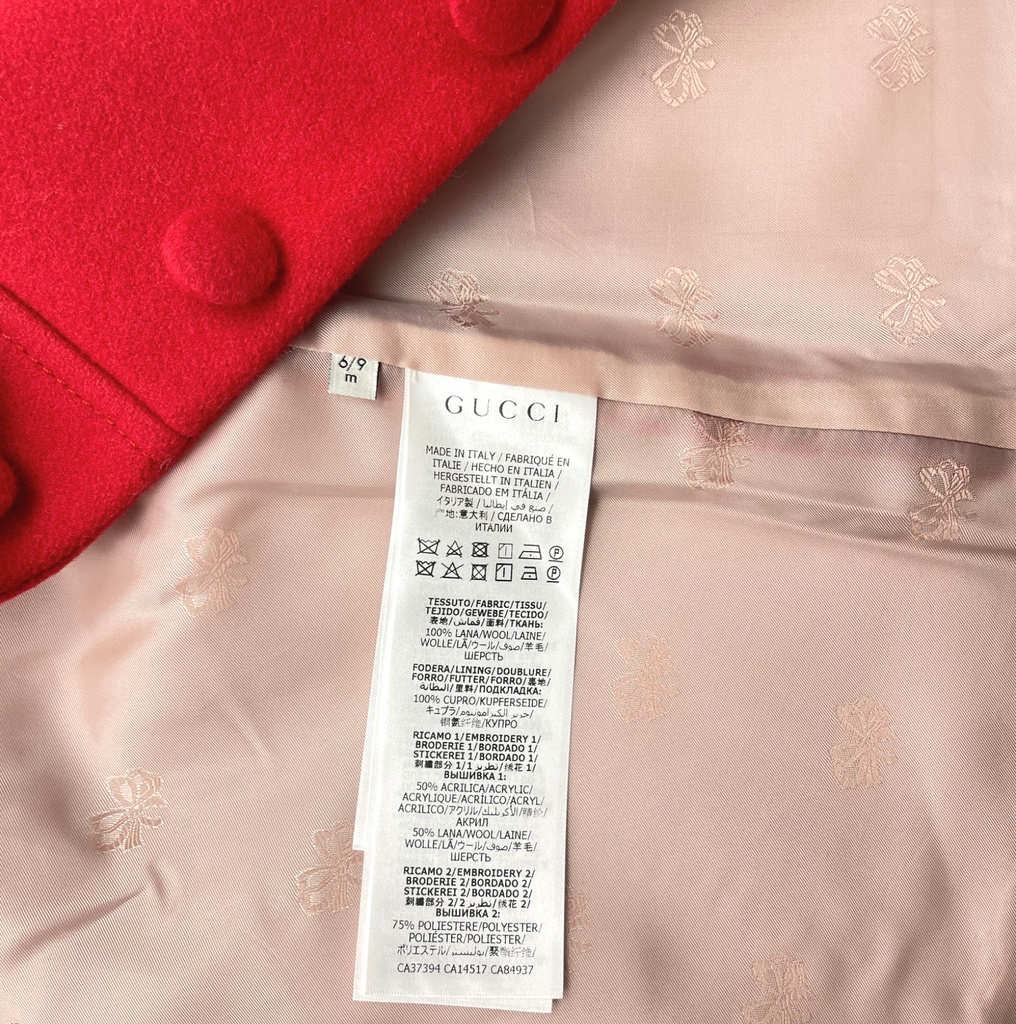 6/9
m
GUCCI
MADE IN ITALY / FABRIQUÉ EN
ITALIE / HECHO EN ITALIA /
HERGESTELLT IN ITALIEN /
FABRICADO EM ITÁLIA /
イタリア製 / صنع في إيطاليا /
产地:意大利 / СДЕЛАНО В
ИТАЛИИ
P
P
TESSUTO/FABRIC/TISSU/
TEJIDO/GEWEBE/TECIDO/
表地/قماش/面料/ТКАНЬ:
100% LANA/WOOL/LAINE/
WOLLE/LÃ/ウール/صوف/羊毛/
ШЕРСТЬ
FODERA/LINING/DOUBLURE/
FORRO/FUTTER/FORRO/裏地/
البطانة/里料/ПОДКЛАДКА:
100% CUPRO/KUPFERSEIDE/
キュプラ/حرير الكبرامونيوم/
铜氨纤维/КУПРО
RICAMO 1/EMBROIDERY 1/
BRODERIE 1/BORDADO 1/
STICKEREI 1/BORDADO 1/
刺繍部分 1/تطريز 1/绣花 1/
ВЫШИВКА 1:
50% ACRILICA/ACRYLIC/
ACRYLIQUE/ACRÍLICO/ACRYL/
ACRILICO/アクリル/الأكريليك/腈纶/
АКРИЛ
50% LANA/WOOL/LAINE/
WOLLE/LÃ/ウール/صوف/羊毛/
ШЕРСТЬ
RICAMO 2/EMBROIDERY 2/
BRODERIE 2/BORDADO 2/
STICKEREI 2/BORDADO 2/
刺繍部分 2/تطريز 2/绣花 2/
ВЫШИВКА 2:
75% POLIESTERE/POLYESTER/
POLIÉSTER/POLIESTER/
ポリエステル/بوليستر/聚酯纤维/
CA37394 CA14517 CA84937